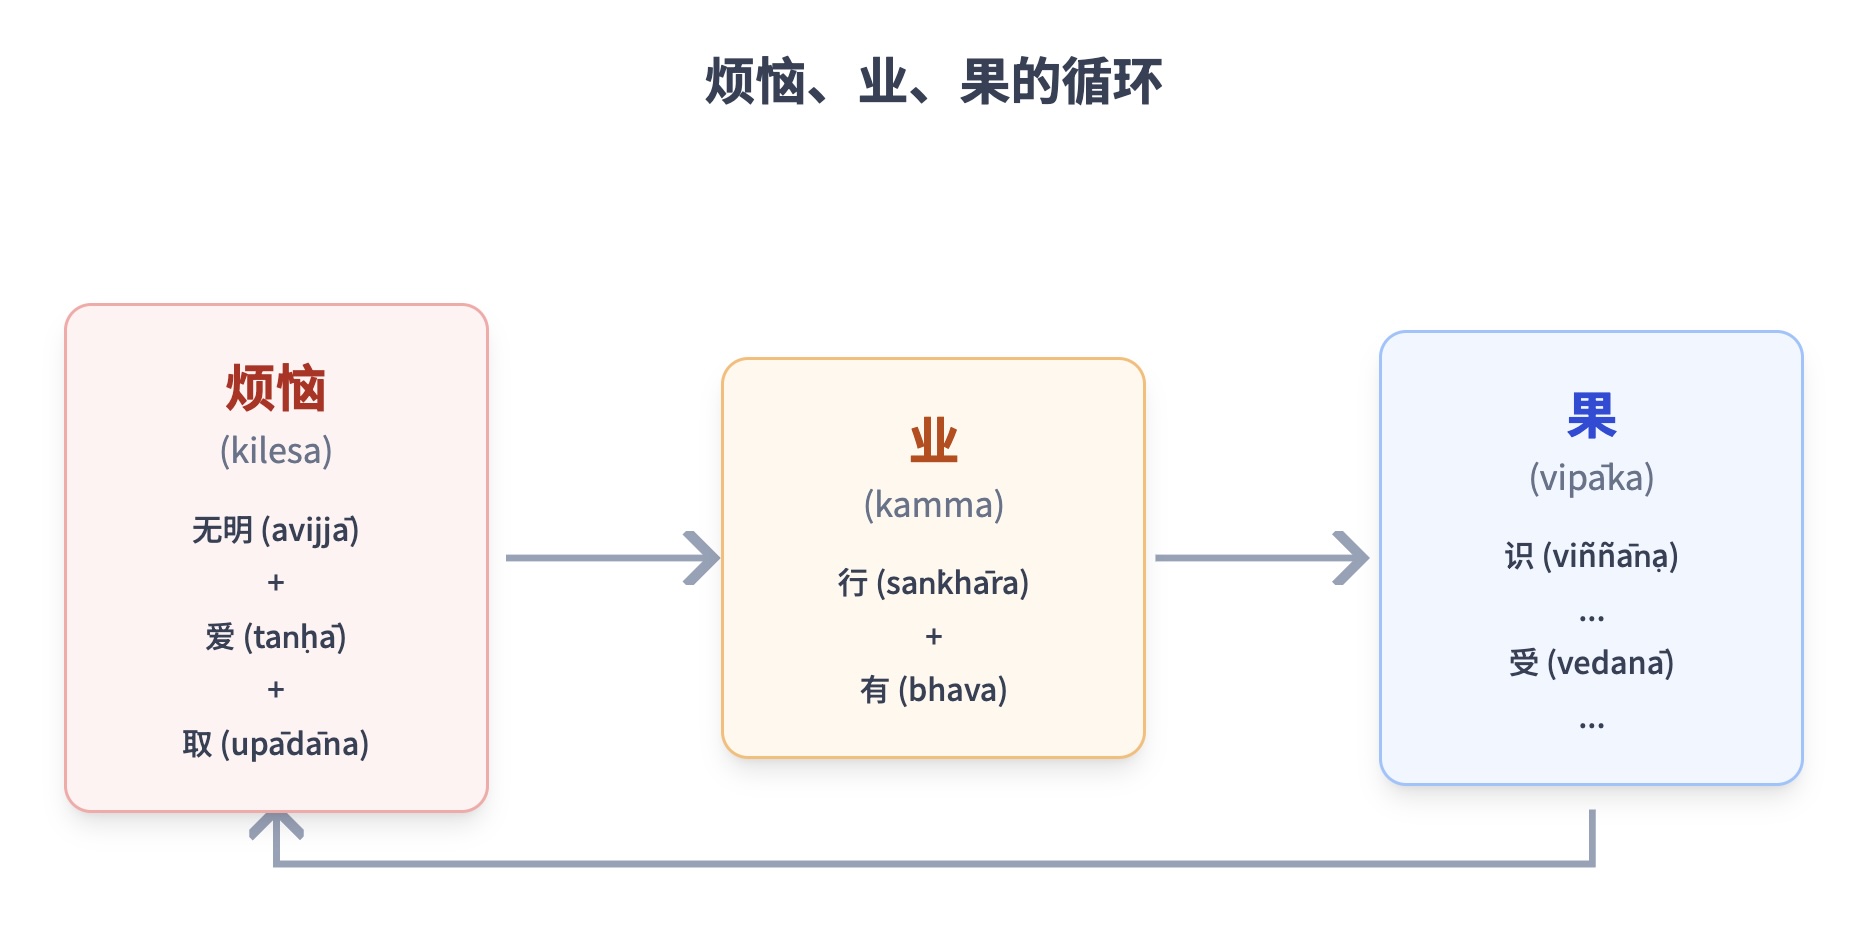 烦恼、业、果的循环
烦恼
(kilesa)
无明 (avijjā)
+
爱 (taṇhā)
+
取 (upādāna)
业
(kamma)
行 (saṅkhāra)
+
有 (bhava)
果
(vipāka)
识 (viññāṇa)
...
受 (vedanā)
...